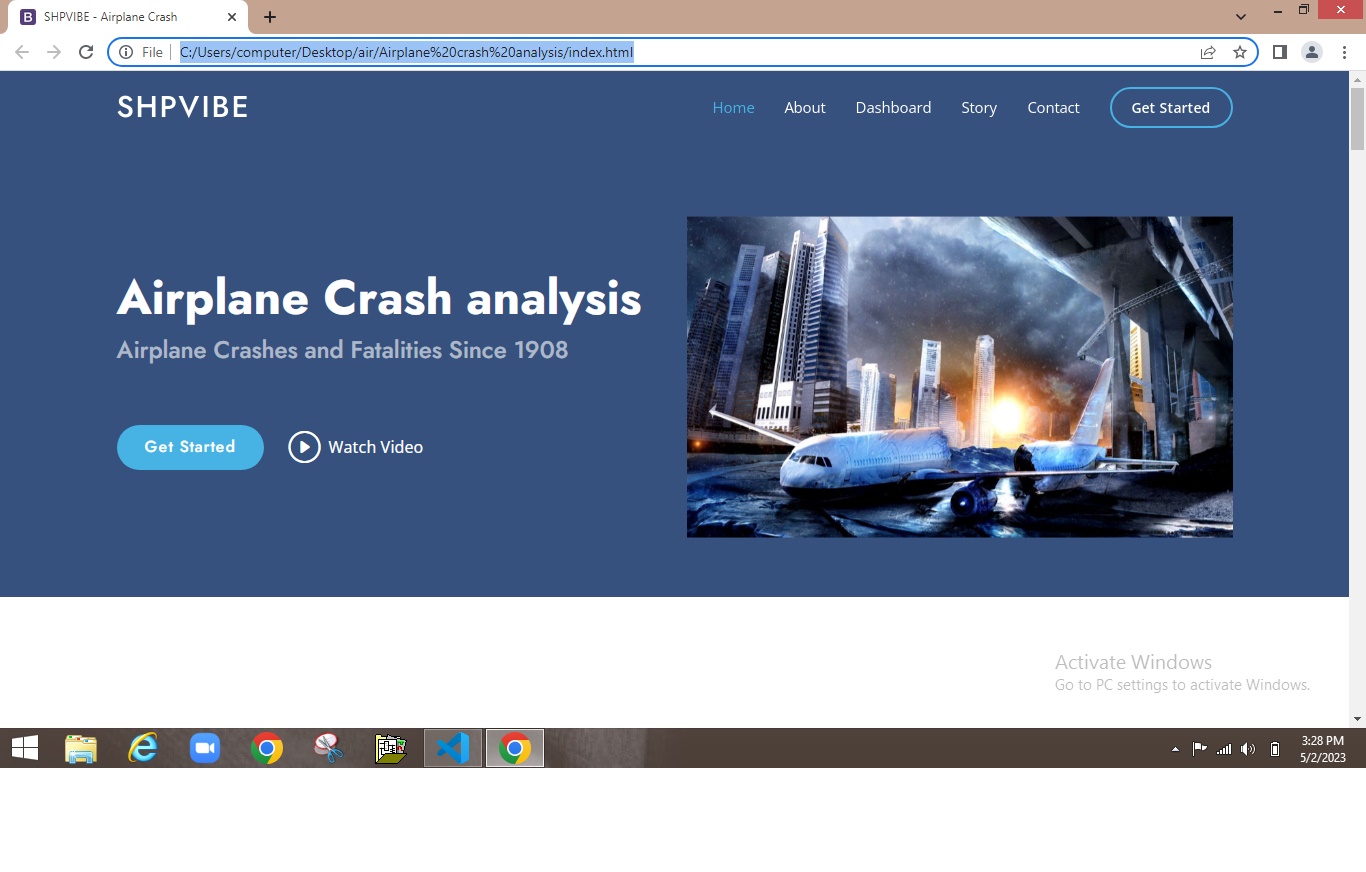 SHPVIBE - Airplane Crash
File
C:/Users/computer/Desktop/air/Airplane%20crash%20analysis/index.html
SHPVIBE
Home
About
Dashboard
Story
Contact
Get Started
Airplane Crash analysis
Airplane Crashes and Fatalities Since 1908
Get Started
Watch Video
Activate Windows
Go to PC settings to activate Windows.
3:28 PM
5/2/2023